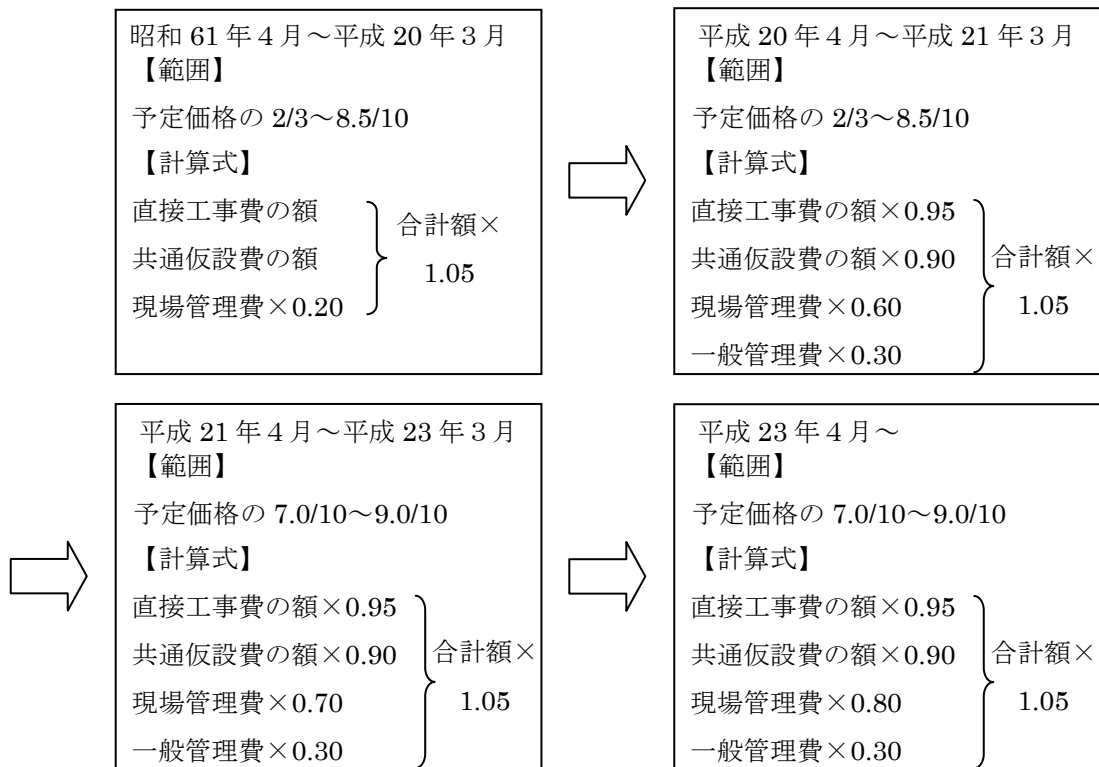 昭和 61 年４月～平成 20 年３月
【範囲】
予定価格の 2/3～8.5/10
【計算式】
直接工事費の額
共通仮設費の額
現場管理費×0.20
合計額×
1.05
平成 20 年４月～平成 21 年３月
【範囲】
予定価格の 2/3～8.5/10
【計算式】
直接工事費の額×0.95
共通仮設費の額×0.90
現場管理費×0.60
一般管理費×0.30
合計額×
1.05
平成 21 年４月～平成 23 年３月
【範囲】
予定価格の 7.0/10～9.0/10
【計算式】
直接工事費の額×0.95
共通仮設費の額×0.90
現場管理費×0.70
一般管理費×0.30
合計額×
1.05
平成 23 年４月～
【範囲】
予定価格の 7.0/10～9.0/10
【計算式】
直接工事費の額×0.95
共通仮設費の額×0.90
現場管理費×0.80
一般管理費×0.30
合計額×
1.05